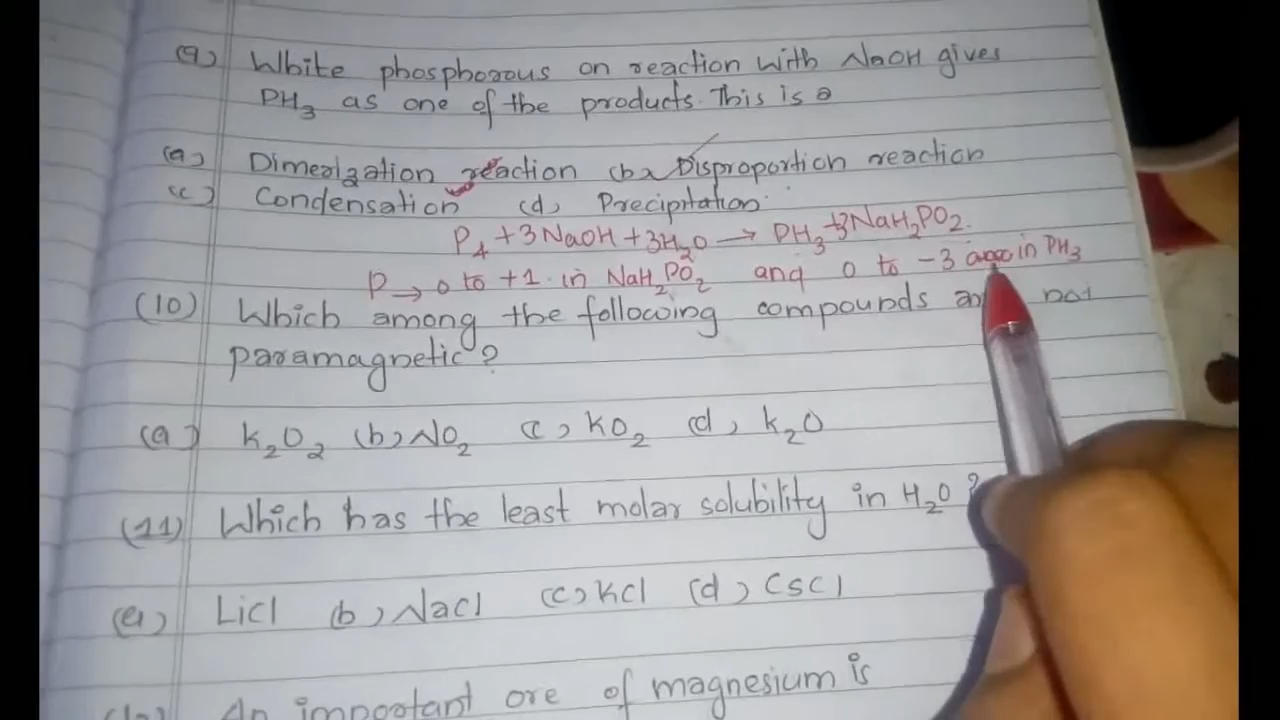 (9) White phosphorous on reaction with NaOH gives
PH₃ as one of the products. This is a
(a) Dimerization reaction (b) Disproportion reaction
(c) Condensation (d) Precipitation.
P₄ + 3NaOH + 3H₂O → PH₃ + 3NaH₂PO₂.
P → 0 to +1 in NaH₂PO₂ and 0 to -3 in PH₃
(10) Which among the following compounds not
paramagnetic?
(a) K₂O₂ (b) NO₂ (c) KO₂ (d) K₂O
(11) Which has the least molar solubility in H₂O?
(a) LiCl (b) NaCl (c) KCl (d) CsCl
An important ore of magnesium is